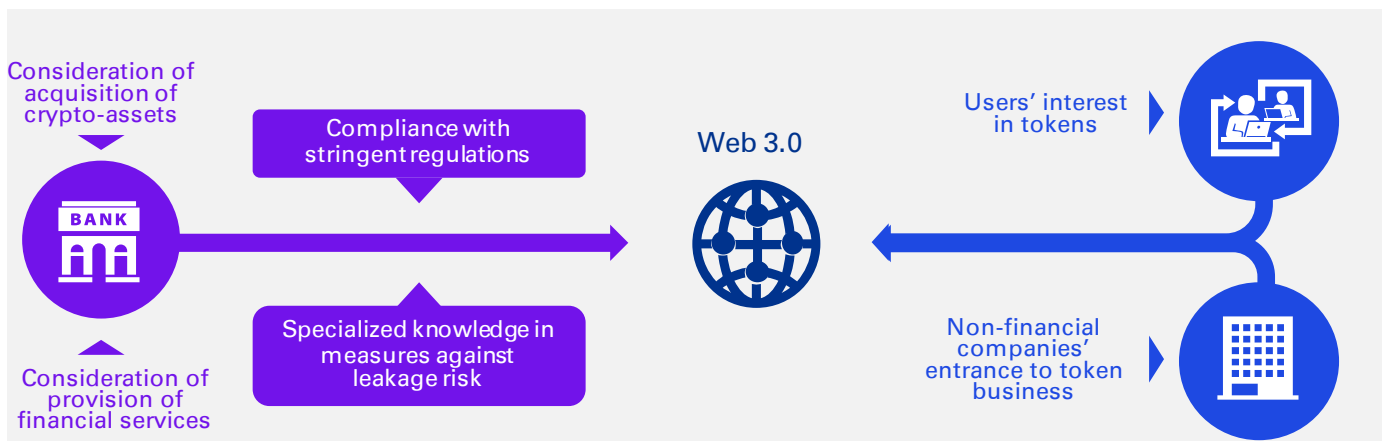 Consideration of
acquisition of
crypto-assets
BANK
Consideration of
provision of
financial services
Compliance with
stringent regulations
Specialized knowledge in
measures against
leakage risk
Web 3.0
Users’ interest
in tokens
Non-financial
companies’
entrance to token
business